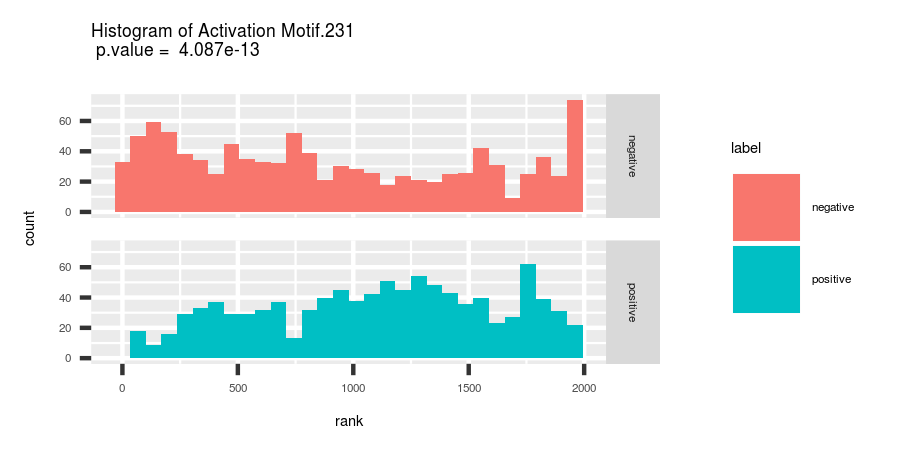 Histogram of Activation Motif.231
p.value =  4.087e-13
60
40
20
0
negative
60
40
20
0
positive
0
500
1000
1500
2000
rank
count
label
negative
positive